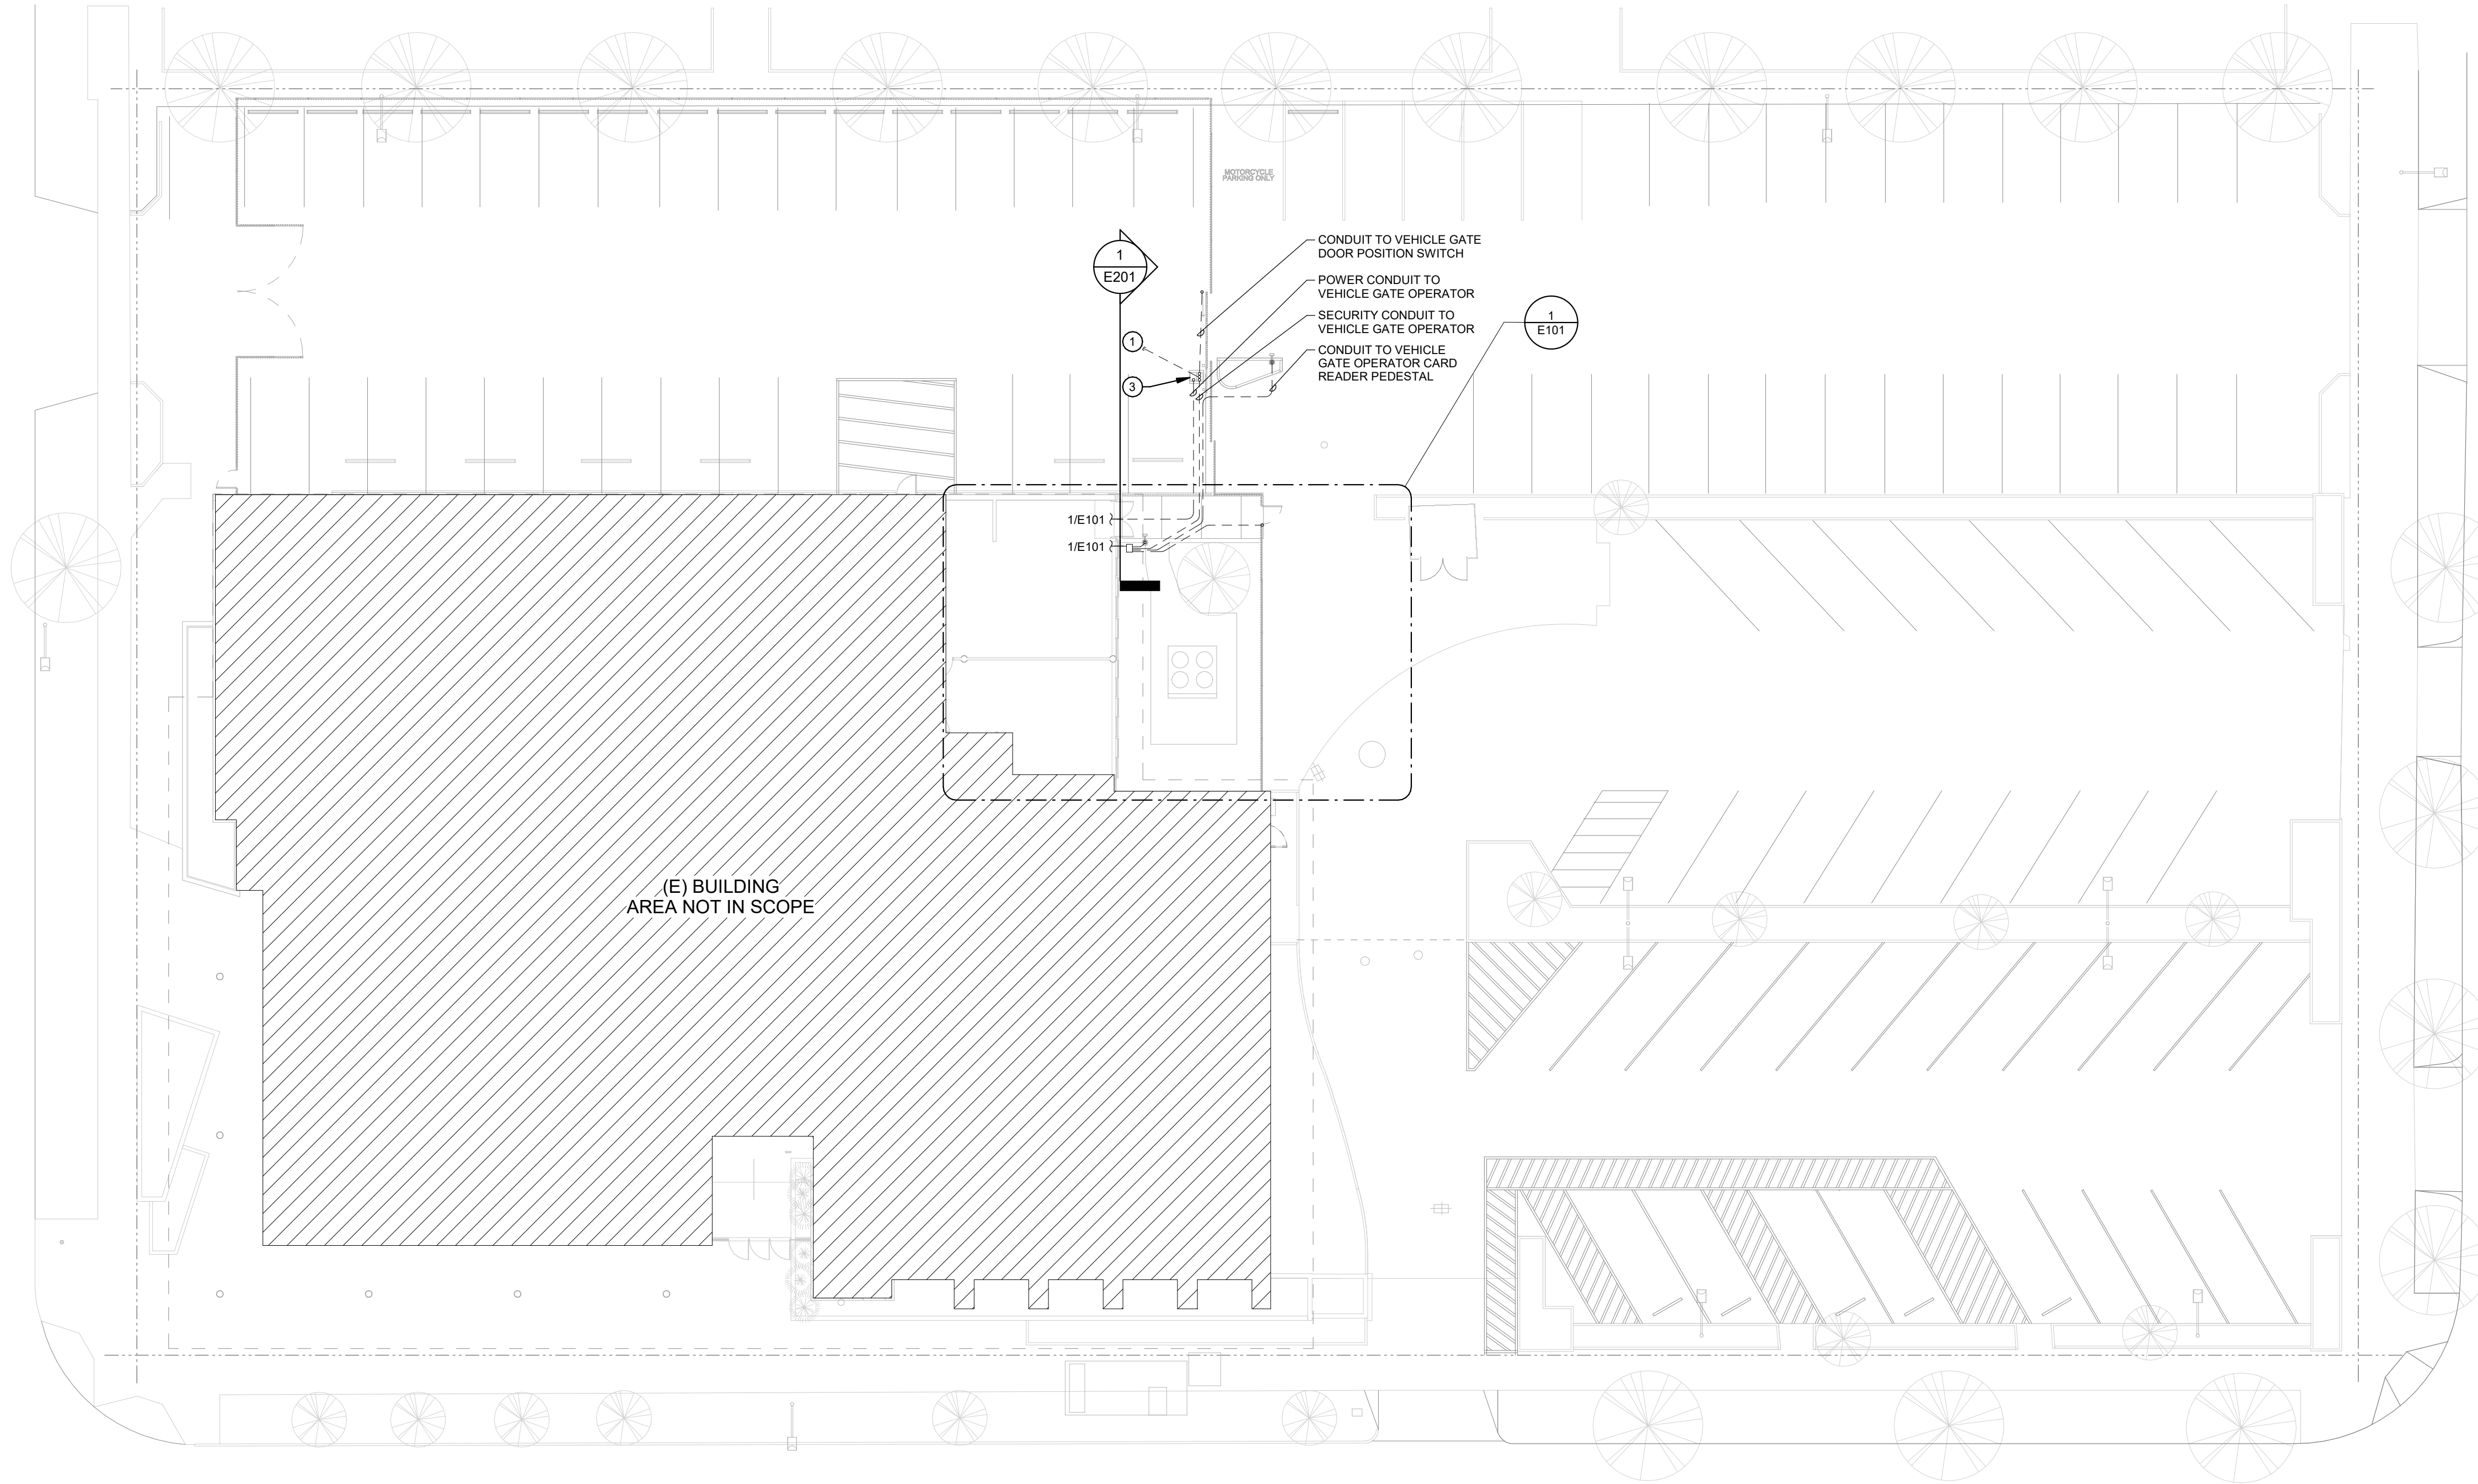 MOTORCYCLE
PARKING ONLY
1
E201
CONDUIT TO VEHICLE GATE
DOOR POSITION SWITCH
POWER CONDUIT TO
VEHICLE GATE OPERATOR
SECURITY CONDUIT TO
VEHICLE GATE OPERATOR
CONDUIT TO VEHICLE
GATE OPERATOR CARD
READER PEDESTAL
1
E101
1
3
1/E101
1/E101
(E) BUILDING
AREA NOT IN SCOPE